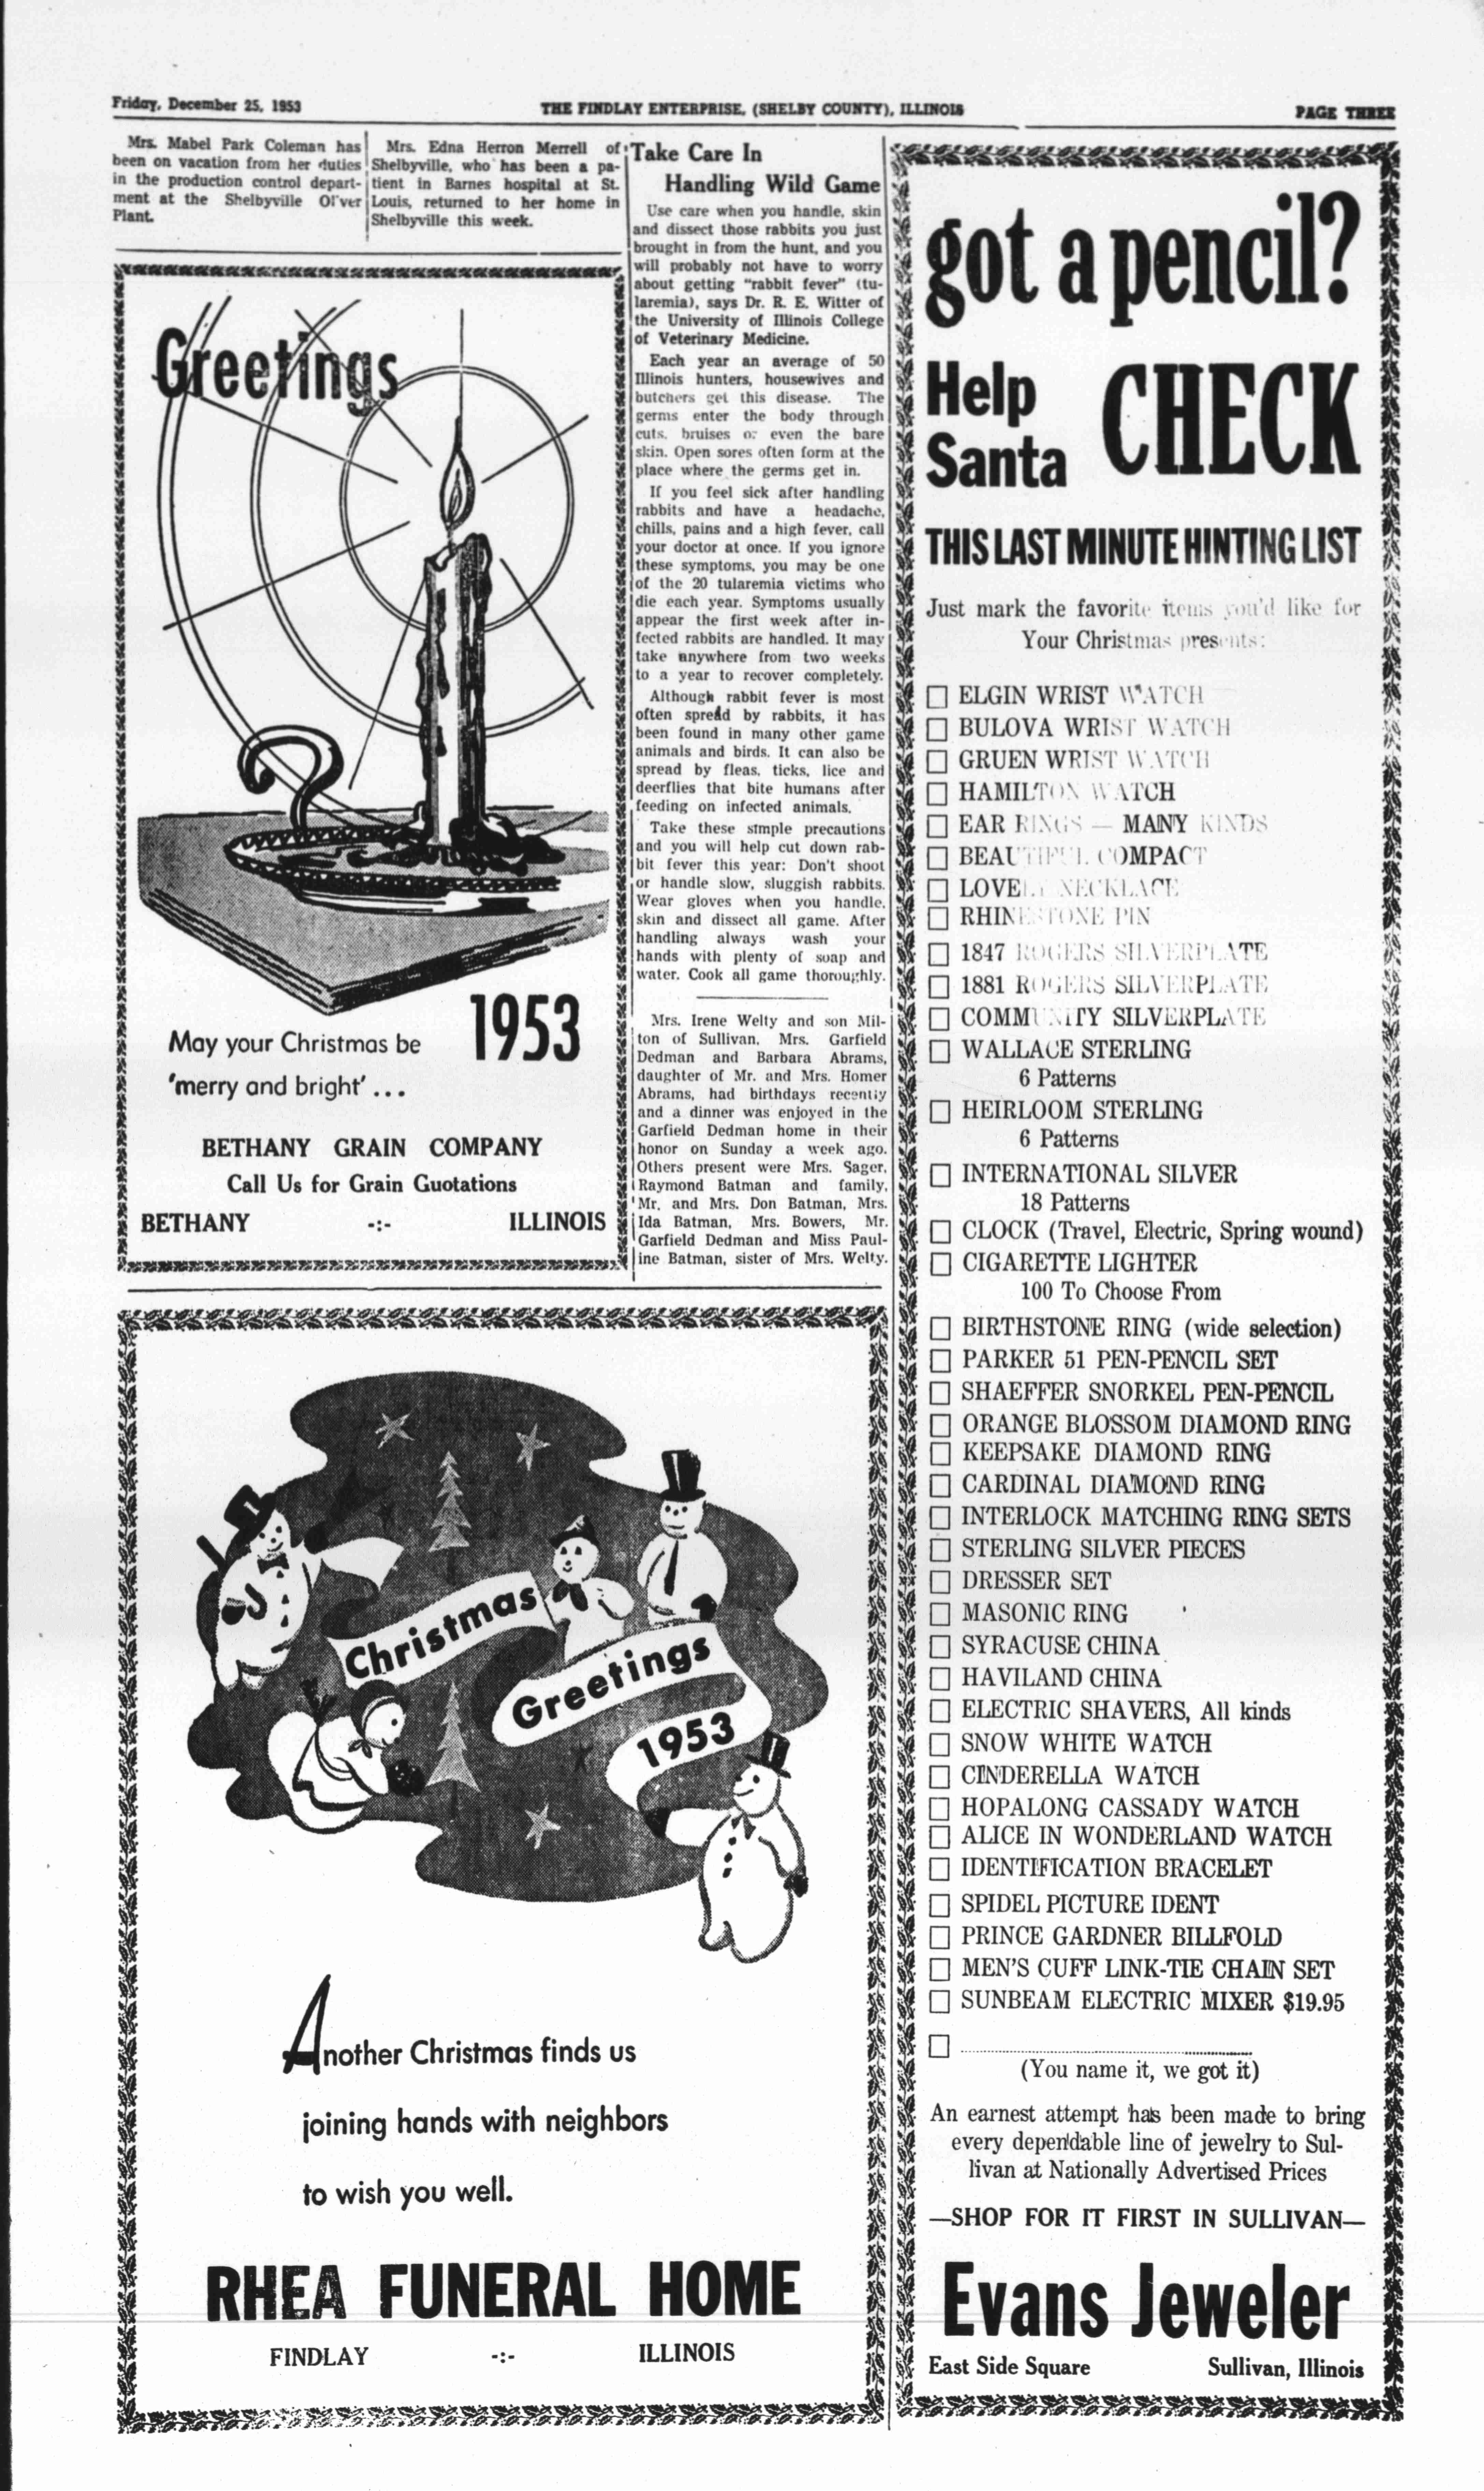 Friday, December 25, 1953
THE FINDLAY ENTERPRISE, (SHELBY COUNTY), ILLINOIS
PAGE THREE
Mrs. Mabel Park Coleman has
been on vacation from her duties
in the production control depart-
ment at the Shelbyville Ol'ver
Plant.
Mrs. Edna Herron Merrell of
Shelbyville, who has been a pa-
tient in Barnes hospital at St.
Louis, returned to her home in
Shelbyville this week.
Greetings
1953
May your Christmas be
'merry and bright' ...
BETHANY GRAIN COMPANY
Call Us for Grain Guotations
BETHANY -:- ILLINOIS
Take Care In
Handling Wild Game
Use care when you handle, skin
and dissect those rabbits you just
brought in from the hunt, and you
will probably not have to worry
about getting "rabbit fever" (tu-
laremia), says Dr. R. E. Witter of
the University of Illinois College
of Veterinary Medicine.
Each year an average of 50
Illinois hunters, housewives and
butchers get this disease. The
germs enter the body through
cuts, bruises or even the bare
skin. Open sores often form at the
place where the germs get in.
If you feel sick after handling
rabbits and have a headache,
chills, pains and a high fever, call
your doctor at once. If you ignore
these symptoms, you may be one
of the 20 tularemia victims who
die each year. Symptoms usually
appear the first week after in-
fected rabbits are handled. It may
take anywhere from two weeks
to a year to recover completely.
Although rabbit fever is most
often spread by rabbits, it has
been found in many other game
animals and birds. It can also be
spread by fleas, ticks, lice and
deerflies that bite humans after
feeding on infected animals.
Take these simple precautions
and you will help cut down rab-
bit fever this year: Don't shoot
or handle slow, sluggish rabbits.
Wear gloves when you handle,
skin and dissect all game. After
handling always wash your
hands with plenty of soap and
water. Cook all game thoroughly.
Mrs. Irene Welty and son Mil-
ton of Sullivan, Mrs. Garfield
Dedman and Barbara Abrams,
daughter of Mr. and Mrs. Homer
Abrams, had birthdays recently
and a dinner was enjoyed in the
Garfield Dedman home in their
honor on Sunday a week ago.
Others present were Mrs. Sager,
Raymond Batman and family,
Mr. and Mrs. Don Batman, Mrs.
Ida Batman, Mrs. Bowers, Mr.
Garfield Dedman and Miss Paul-
ine Batman, sister of Mrs. Welty.
Christmas
Greetings
1953
Another Christmas finds us
joining hands with neighbors
to wish you well.
RHEA FUNERAL HOME
FINDLAY -:- ILLINOIS
got a pencil?
Help
Santa
CHECK
THIS LAST MINUTE HINTING LIST
Just mark the favorite items you'd like for
Your Christmas presents:
☐ ELGIN WRIST WATCH
☐ BULOVA WRIST WATCH
☐ GRUEN WRIST WATCH
☐ HAMILTON WATCH
☐ EAR RINGS — MANY KINDS
☐ BEAUTIFUL COMPACT
☐ LOVELY NECKLACE
☐ RHINESTONE PIN
☐ 1847 ROGERS SILVERPLATE
☐ 1881 ROGERS SILVERPLATE
☐ COMMUNITY SILVERPLATE
☐ WALLACE STERLING
6 Patterns
☐ HEIRLOOM STERLING
6 Patterns
☐ INTERNATIONAL SILVER
18 Patterns
☐ CLOCK (Travel, Electric, Spring wound)
☐ CIGARETTE LIGHTER
100 To Choose From
☐ BIRTHSTONE RING (wide selection)
☐ PARKER 51 PEN-PENCIL SET
☐ SHAEFFER SNORKEL PEN-PENCIL
☐ ORANGE BLOSSOM DIAMOND RING
☐ KEEPSAKE DIAMOND RING
☐ CARDINAL DIAMOND RING
☐ INTERLOCK MATCHING RING SETS
☐ STERLING SILVER PIECES
☐ DRESSER SET
☐ MASONIC RING
☐ SYRACUSE CHINA
☐ HAVILAND CHINA
☐ ELECTRIC SHAVERS, All kinds
☐ SNOW WHITE WATCH
☐ CINDERELLA WATCH
☐ HOPALONG CASSADY WATCH
☐ ALICE IN WONDERLAND WATCH
☐ IDENTIFICATION BRACELET
☐ SPIDEL PICTURE IDENT
☐ PRINCE GARDNER BILLFOLD
☐ MEN'S CUFF LINK-TIE CHAIN SET
☐ SUNBEAM ELECTRIC MIXER $19.95
☐ ........................
(You name it, we got it)
An earnest attempt has been made to bring
every dependable line of jewelry to Sul-
livan at Nationally Advertised Prices
—SHOP FOR IT FIRST IN SULLIVAN—
Evans Jeweler
East Side Square Sullivan, Illinois